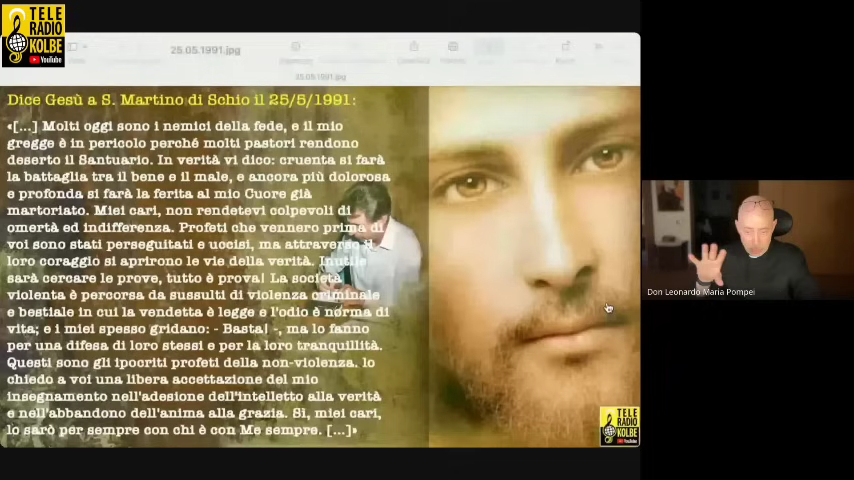 TELE
RADIO
KOLBE
YouTube
25.05.1991.jpg
25.05.1991.jpg
Dice Gesù a S. Martino di Schio il 25/5/1991:
«[...] Molti oggi sono i nemici della fede, e il mio
gregge è in pericolo perché molti pastori rendono
deserto il Santuario. In verità vi dico: cruenta si farà
la battaglia tra il bene e il male, e ancora più dolorosa
e profonda si farà la ferita al mio Cuore già
martoriato. Miei cari, non rendetevi colpevoli di
omertà ed indifferenza. Profeti che vennero prima di
voi sono stati perseguitati e uccisi, ma attraverso il
loro coraggio si aprirono le vie della verità. Inutile
sarà cercare le prove, tutto è prova! La società
violenta è percorsa da sussulti di violenza criminale
e bestiale in cui la vendetta è legge e l'odio è norma di
vita; e i miei spesso gridano: - Basta! -, ma lo fanno
per una difesa di loro stessi e per la loro tranquillità.
Questi sono gli ipocriti profeti della non-violenza. Io
chiedo a voi una libera accettazione del mio
insegnamento nell'adesione dell'intelletto alla verità
e nell'abbandono dell'anima alla grazia. Sì, miei cari,
Io sarò per sempre con chi è con Me sempre. [...]»
Don Leonardo Maria Pompei
TELE
RADIO
KOLBE
YouTube